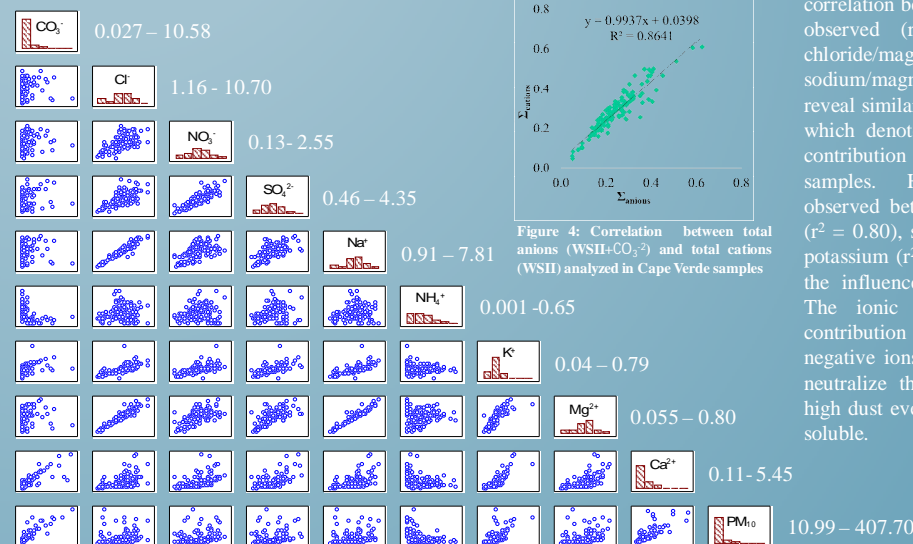 CO₃⁻ 0.027 – 10.58
Cl⁻ 1.16 - 10.70
NO₃⁻ 0.13- 2.55
SO₄²⁻ 0.46 – 4.35
Na⁺ 0.91 – 7.81
NH₄⁺ 0.001 -0.65
K⁺ 0.04 – 0.79
Mg²⁺ 0.055 – 0.80
Ca²⁺ 0.11- 5.45
PM₁₀ 10.99 – 407.70
y = 0.9937x + 0.0398
R² = 0.8641
0.8
0.6
0.4
0.2
0.0
Σcations
0.0 0.2 0.4 0.6 0.8
Σanions
Figure 4: Correlation between total
anions (WSII+CO₃⁻²) and total cations
(WSII) analyzed in Cape Verde samples
correlation be
observed (r
chloride/mag
sodium/magn
reveal similar
which denot
contribution
samples.
observed bet
(r² = 0.80), s
potassium (r
the influence
The ionic
contribution
negative ions
neutralize th
high dust eve
soluble.